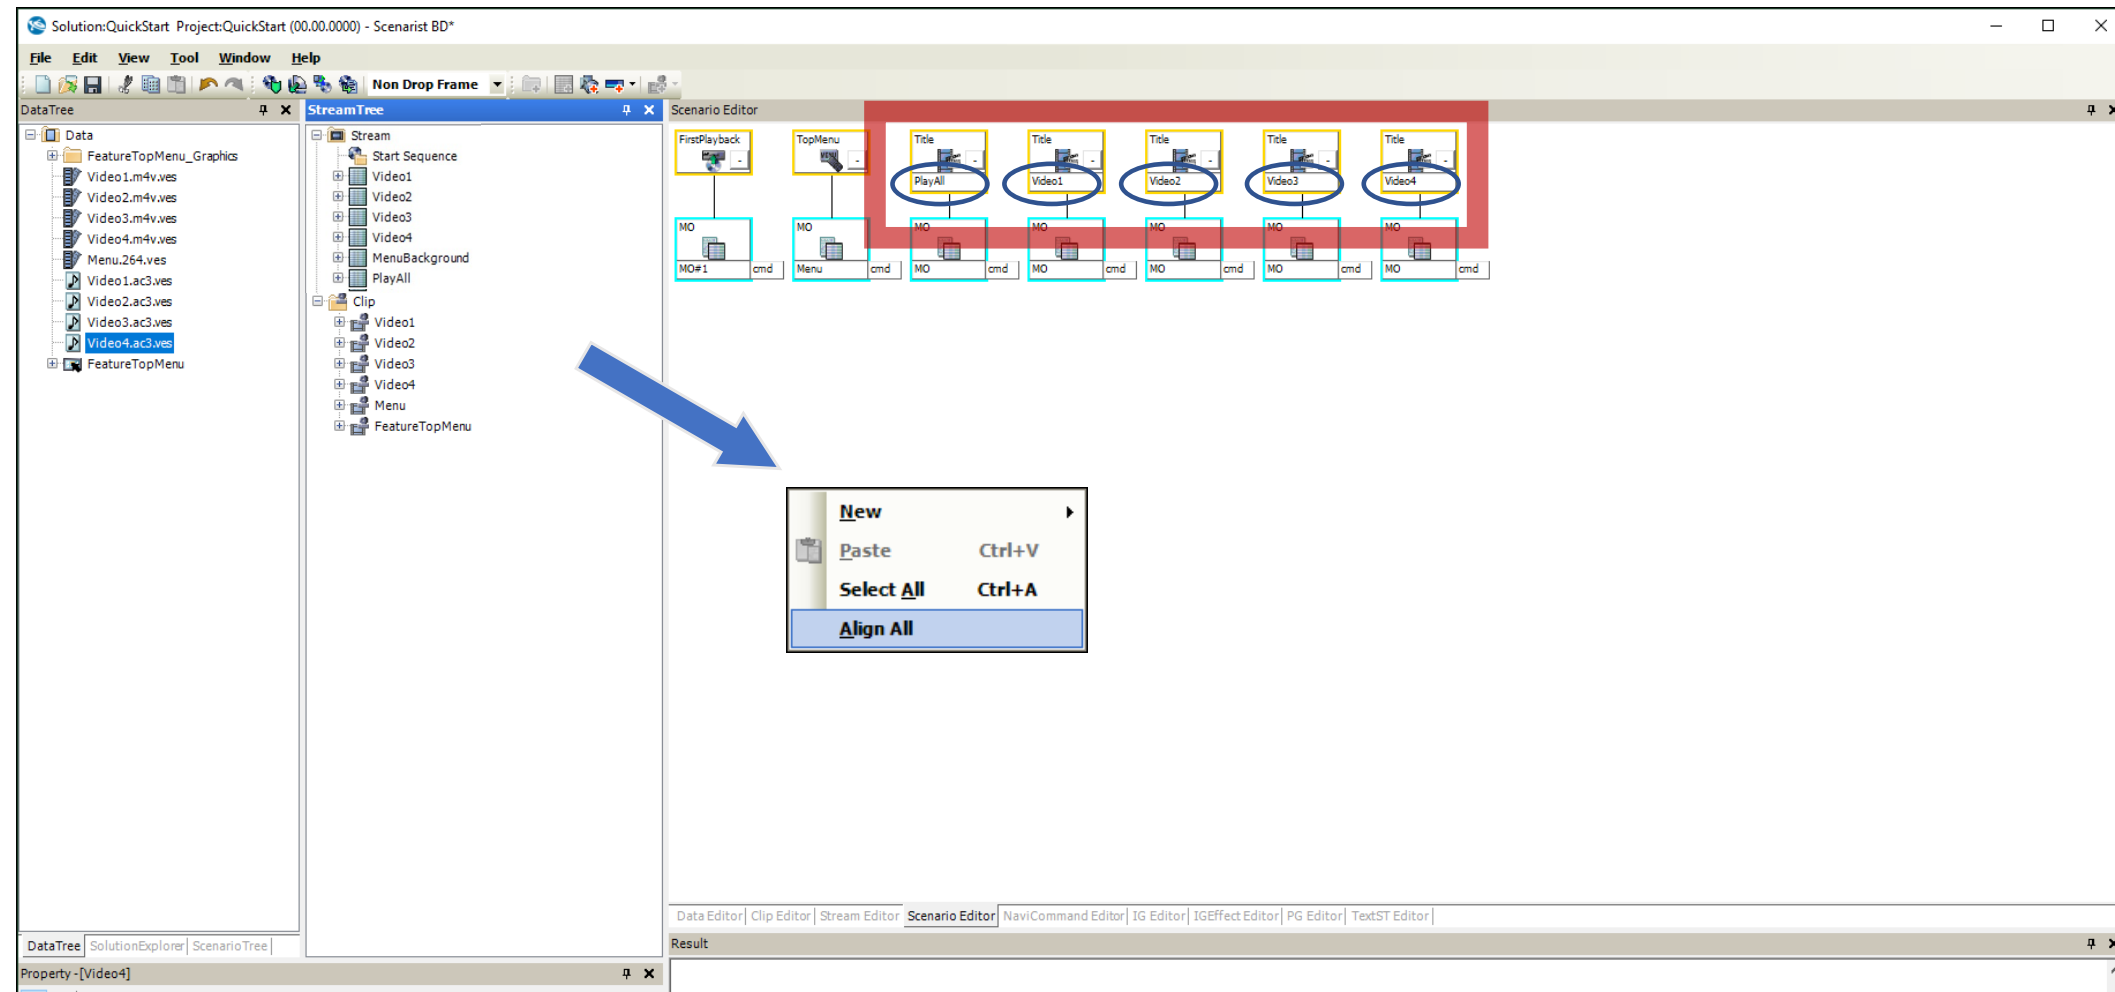 Solution:QuickStart Project:QuickStart (00.00.0000) - Scenarist BD*
File Edit View Tool Window Help
Non Drop Frame
DataTree
Data
FeatureTopMenu_Graphics
Video1.m4v.ves
Video2.m4v.ves
Video3.m4v.ves
Video4.m4v.ves
Menu.264.ves
Video1.ac3.ves
Video2.ac3.ves
Video3.ac3.ves
Video4.ac3.ves
FeatureTopMenu
DataTree SolutionExplorer ScenarioTree
Property -[Video4]
StreamTree
Stream
Start Sequence
Video1
Video2
Video3
Video4
MenuBackground
PlayAll
Clip
Video1
Video2
Video3
Video4
Menu
FeatureTopMenu
Scenario Editor
FirstPlayback TopMenu Title Title Title Title Title
PlayAll Video1 Video2 Video3 Video4
MO MO MO MO MO MO MO
MO#1 cmd Menu cmd MO cmd MO cmd MO cmd MO cmd MO cmd
New
Paste Ctrl+V
Select All Ctrl+A
Align All
Data Editor Clip Editor Stream Editor Scenario Editor NaviCommand Editor IG Editor IGEffect Editor PG Editor TextST Editor
Result